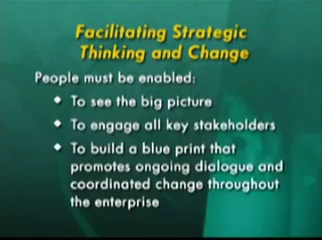 Facilitating Strategic
Thinking and Change
People must be enabled:
◆ To see the big picture
◆ To engage all key stakeholders
◆ To build a blue print that
promotes ongoing dialogue and
coordinated change throughout
the enterprise